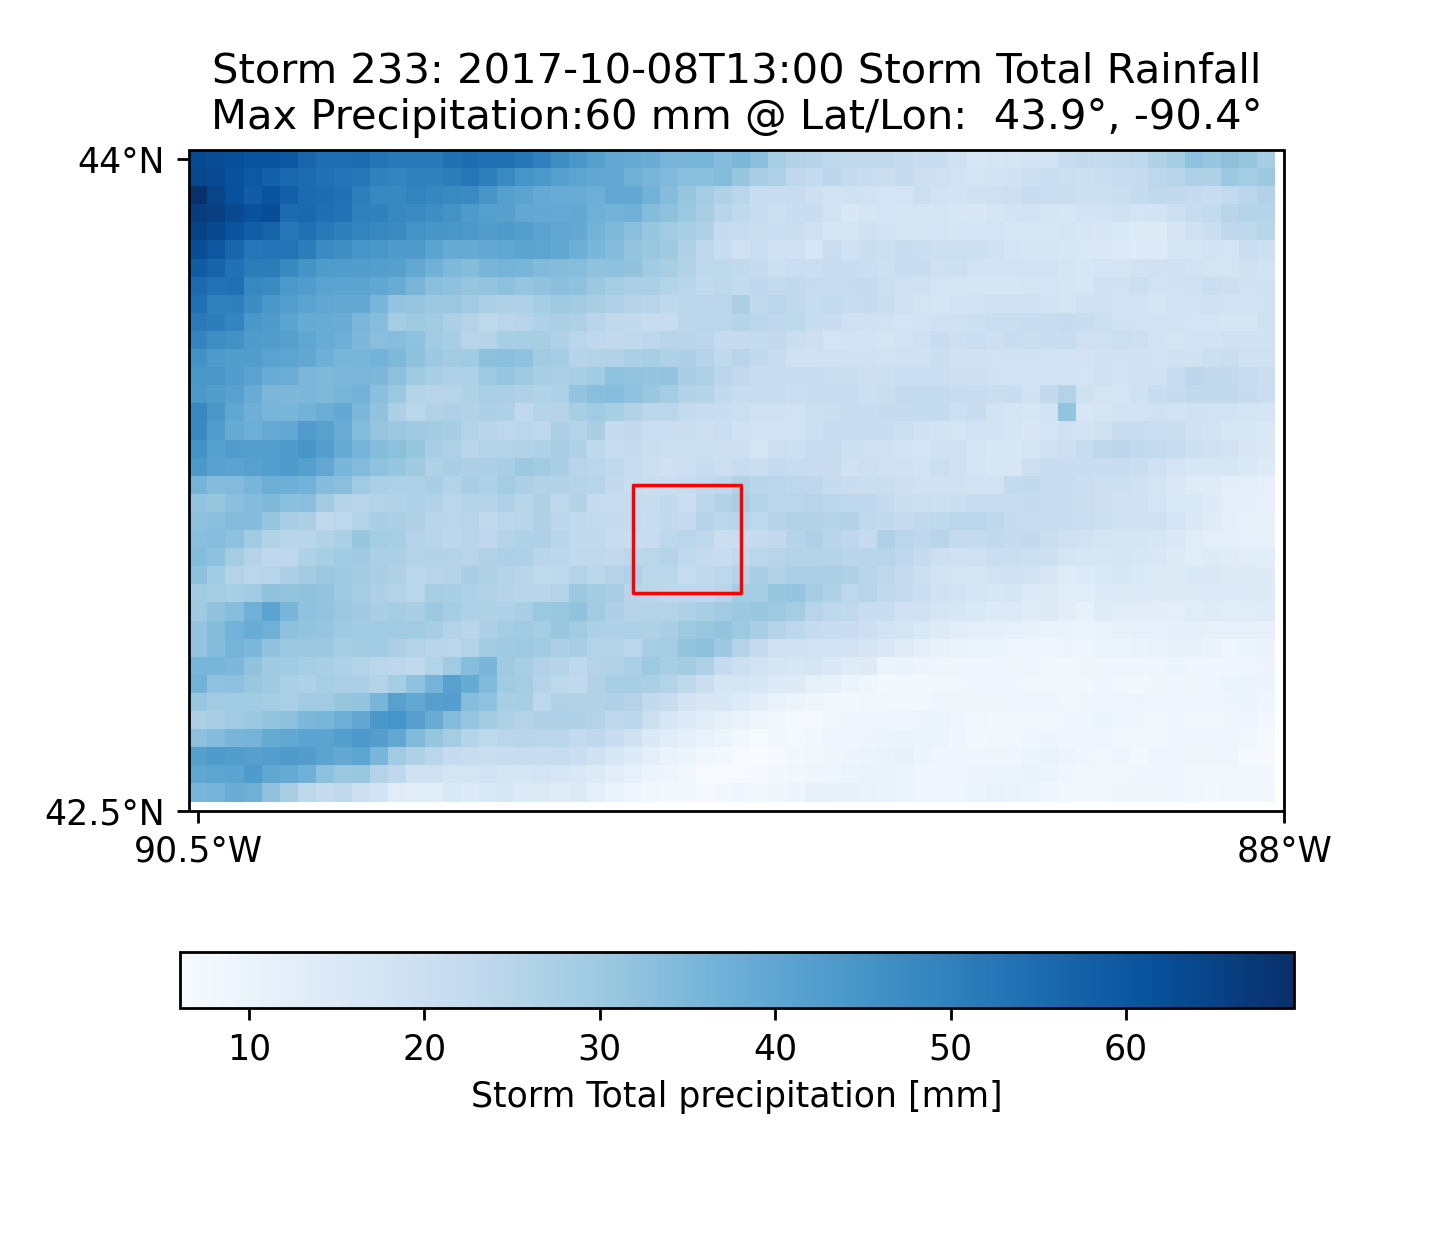 Storm 233: 2017-10-08T13:00 Storm Total Rainfall
Max Precipitation:60 mm @ Lat/Lon:  43.9°, -90.4°
44°N
42.5°N
90.5°W 88°W
10 20 30 40 50 60
Storm Total precipitation [mm]